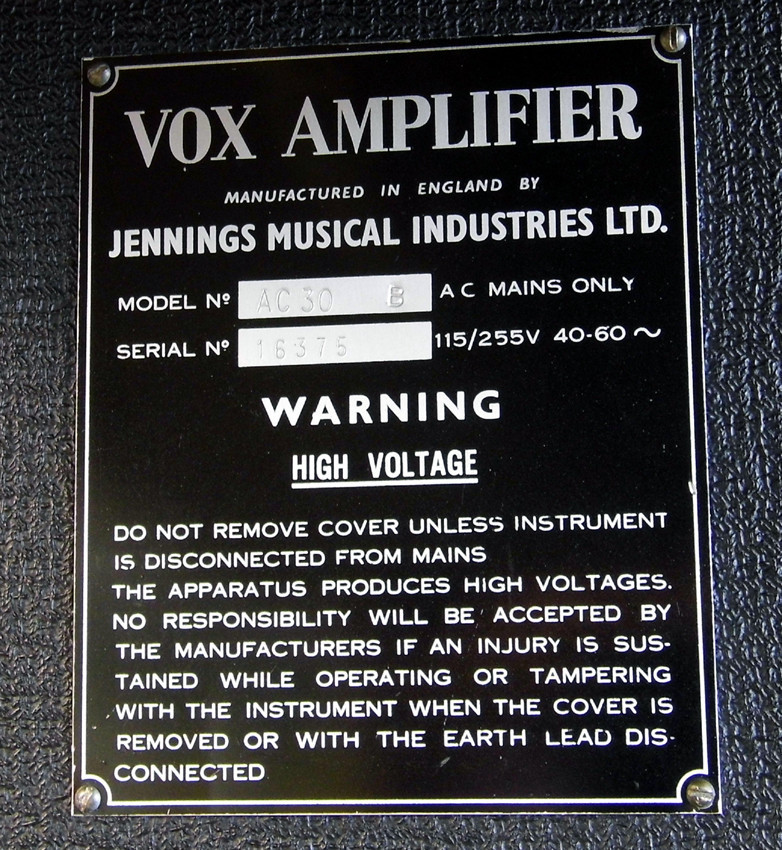 VOX AMPLIFIER
MANUFACTURED IN ENGLAND BY
JENNINGS MUSICAL INDUSTRIES LTD.
MODEL Nº AC30 B AC MAINS ONLY
SERIAL Nº 16375 115/255V 40-60 ~
WARNING
HIGH VOLTAGE
DO NOT REMOVE COVER UNLESS INSTRUMENT
IS DISCONNECTED FROM MAINS
THE APPARATUS PRODUCES HIGH VOLTAGES.
NO RESPONSIBILITY WILL BE ACCEPTED BY
THE MANUFACTURERS IF AN INJURY IS SUS-
TAINED WHILE OPERATING OR TAMPERING
WITH THE INSTRUMENT WHEN THE COVER IS
REMOVED OR WITH THE EARTH LEAD DIS-
CONNECTED